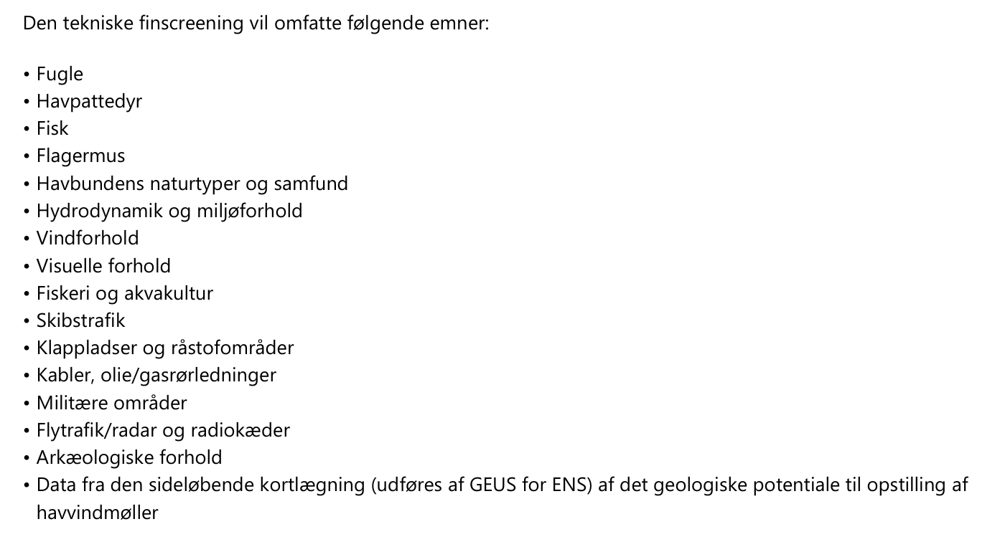 Den tekniske finscreening vil omfatte følgende emner:
• Fugle
• Havpattedyr
• Fisk
• Flagermus
• Havbundens naturtyper og samfund
• Hydrodynamik og miljøforhold
• Vindforhold
• Visuelle forhold
• Fiskeri og akvakultur
• Skibstrafik
• Klappladser og råstofområder
• Kabler, olie/gasrørledninger
• Militære områder
• Flytrafik/radar og radiokæder
• Arkæologiske forhold
• Data fra den sideløbende kortlægning (udføres af GEUS for ENS) af det geologiske potentiale til opstilling af
havvindmøller